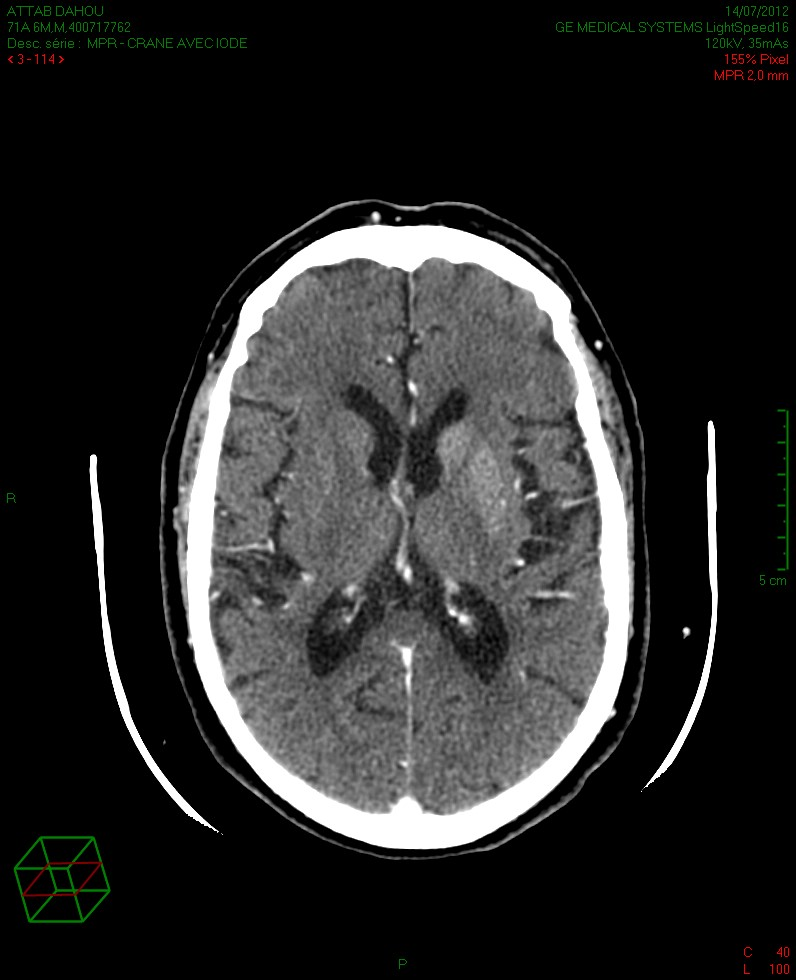 ATTAB DAHOU
71A 6M,M,400717762
Desc. série : MPR - CRANE AVEC IODE
< 3 - 114 >
14/07/2012
GE MEDICAL SYSTEMS LightSpeed16
120kV, 35mAs
155% Pixel
MPR 2,0 mm
R
5 cm
P
C 40
L 100